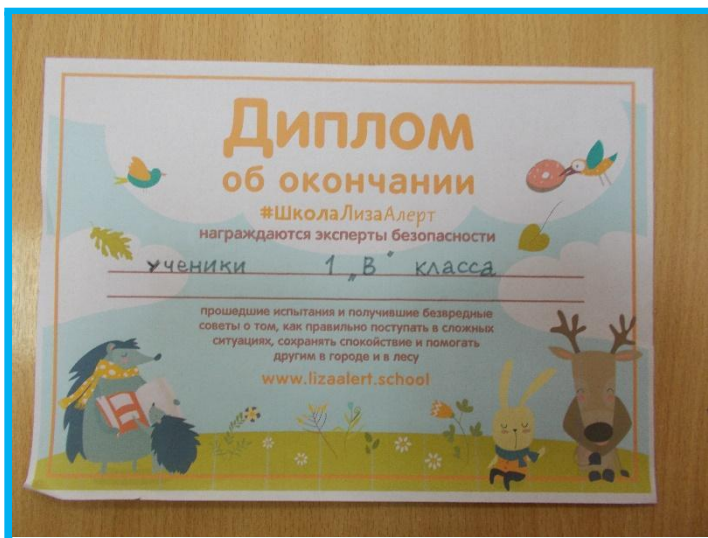 Диплом
об окончании
#ШколаЛизаАлерт
награждаются эксперты безопасности
ученики 1 „В“ класса
прошедшие испытания и получившие безвредные
советы о том, как правильно поступать в сложных
ситуациях, сохранять спокойствие и помогать
другим в городе и в лесу
www.lizaalert.school